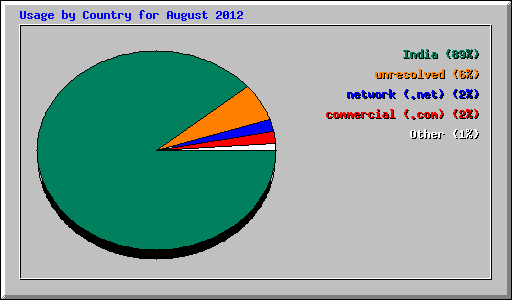 Usage by Country for August 2012
India (89%)
unresolved (6%)
network (.net) (2%)
commercial (.com) (2%)
Other (1%)